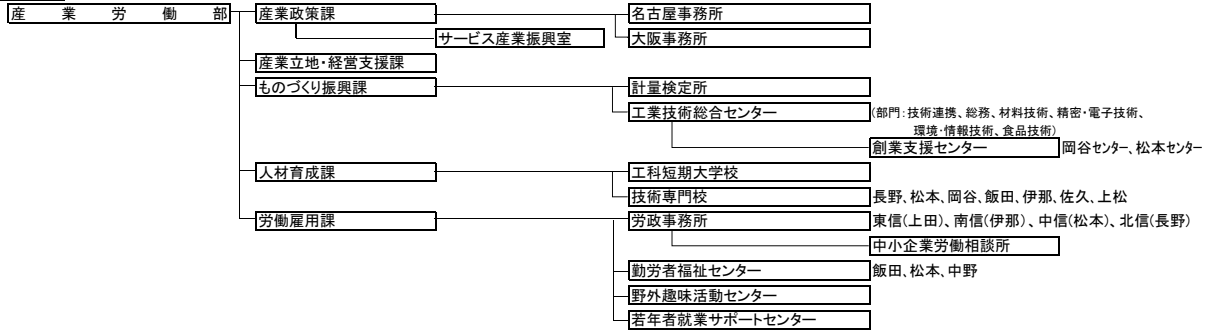 産業労働部 産業政策課 名古屋事務所
サービス産業振興室 大阪事務所
産業立地・経営支援課
ものづくり振興課 計量検定所
工業技術総合センター (部門:技術連携、総務、材料技術、精密・電子技術、
環境・情報技術、食品技術)
創業支援センター 岡谷センター、松本センター
人材育成課 工科短期大学校
技術専門校 長野、松本、岡谷、飯田、伊那、佐久、上松
労働雇用課 労政事務所 東信(上田)、南信(伊那)、中信(松本)、北信(長野)
中小企業労働相談所
勤労者福祉センター 飯田、松本、中野
野外趣味活動センター
若年者就業サポートセンター